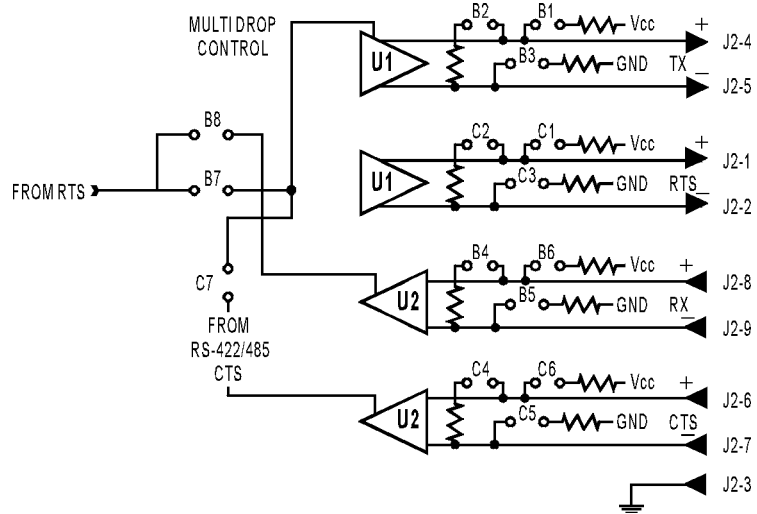 MULTIDROP
CONTROL
B2 B1 Vcc + J2-4
U1 B3 GND TX
− J2-5
B8
C2 C1 Vcc + J2-1
FROM RTS B7 U1 C3 GND RTS
− J2-2
C7
B4 B6 Vcc + J2-8
U2 B5 GND RX
− J2-9
FROM
RS-422/485
CTS
C4 C6 Vcc + J2-6
U2 C5 GND CTS
− J2-7
J2-3